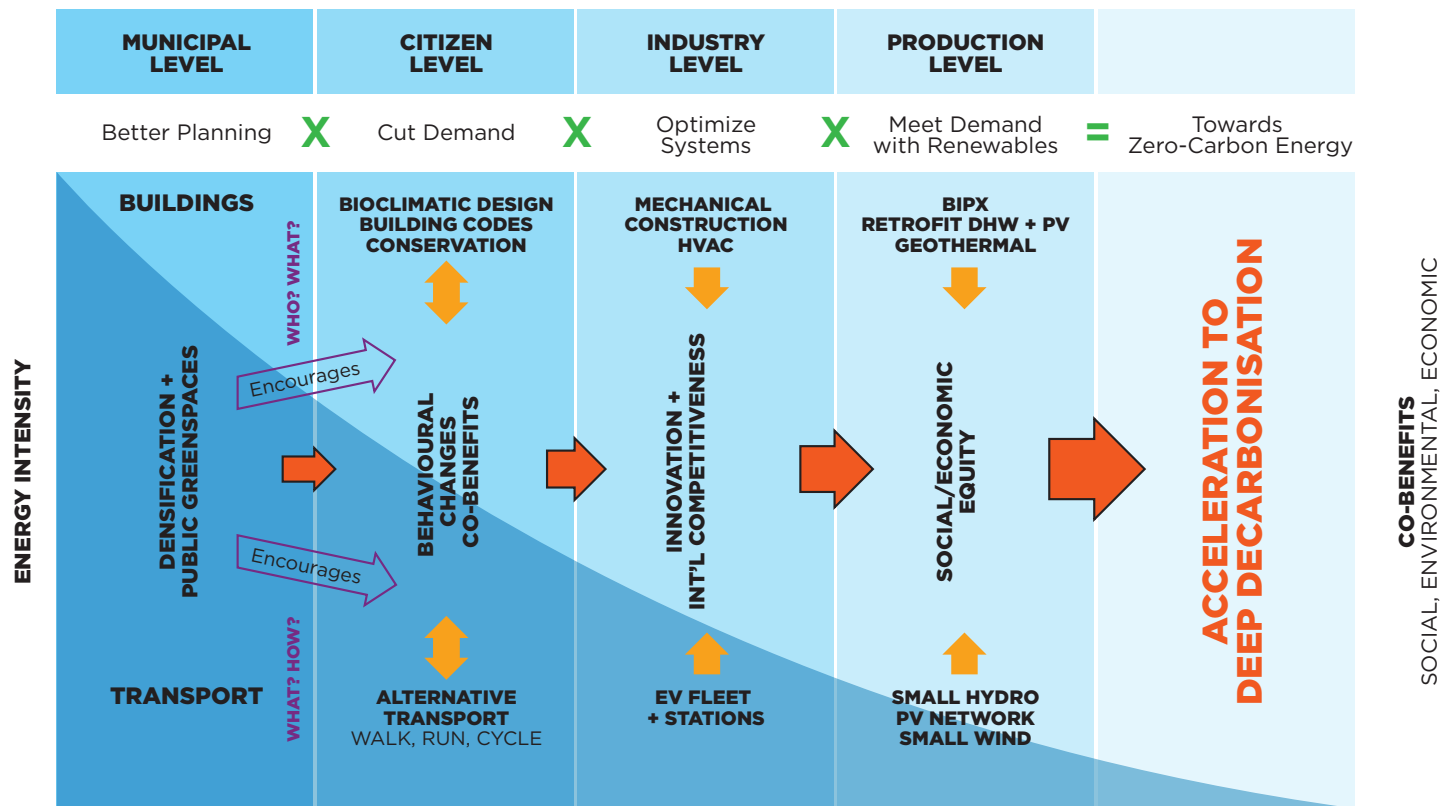 MUNICIPAL
LEVEL
CITIZEN
LEVEL
INDUSTRY
LEVEL
PRODUCTION
LEVEL
Better Planning
X
Cut Demand
X
Optimize
Systems
X
Meet Demand
with Renewables
=
Towards
Zero-Carbon Energy
ENERGY INTENSITY
BUILDINGS
WHO? WHAT?
DENSIFICATION +
PUBLIC GREENSPACES
Encourages
Encourages
WHAT? HOW?
TRANSPORT
BIOCLIMATIC DESIGN
BUILDING CODES
CONSERVATION
BEHAVIOURAL
CHANGES
CO-BENEFITS
ALTERNATIVE
TRANSPORT
WALK, RUN, CYCLE
MECHANICAL
CONSTRUCTION
HVAC
INNOVATION +
INT'L COMPETITIVENESS
EV FLEET
+ STATIONS
BIPX
RETROFIT DHW + PV
GEOTHERMAL
SOCIAL/ECONOMIC
EQUITY
SMALL HYDRO
PV NETWORK
SMALL WIND
ACCELERATION TO
DEEP DECARBONISATION
CO-BENEFITS
SOCIAL, ENVIRONMENTAL, ECONOMIC